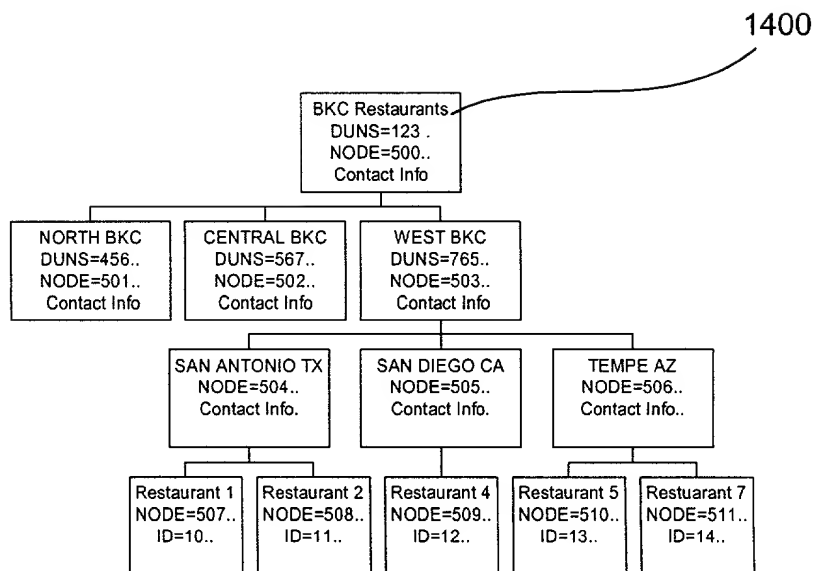 1400
BKC Restaurants
DUNS=123 .
NODE=500..
Contact Info
NORTH BKC
DUNS=456..
NODE=501..
Contact Info
CENTRAL BKC
DUNS=567..
NODE=502..
Contact Info
WEST BKC
DUNS=765..
NODE=503..
Contact Info
SAN ANTONIO TX
NODE=504..
Contact Info.
SAN DIEGO CA
NODE=505..
Contact Info.
TEMPE AZ
NODE=506..
Contact Info..
Restaurant 1
NODE=507..
ID=10..
Restaurant 2
NODE=508..
ID=11..
Restaurant 4
NODE=509..
ID=12..
Restaurant 5
NODE=510..
ID=13..
Restuarant 7
NODE=511..
ID=14..